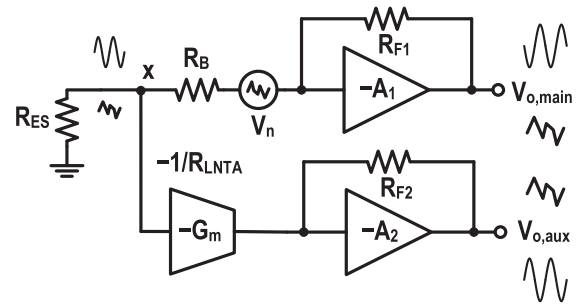 R_B
R_F1
x
−A_1
V_o,main
R_ES
V_n
−1/R_LNTA
R_F2
−G_m
−A_2
V_o,aux